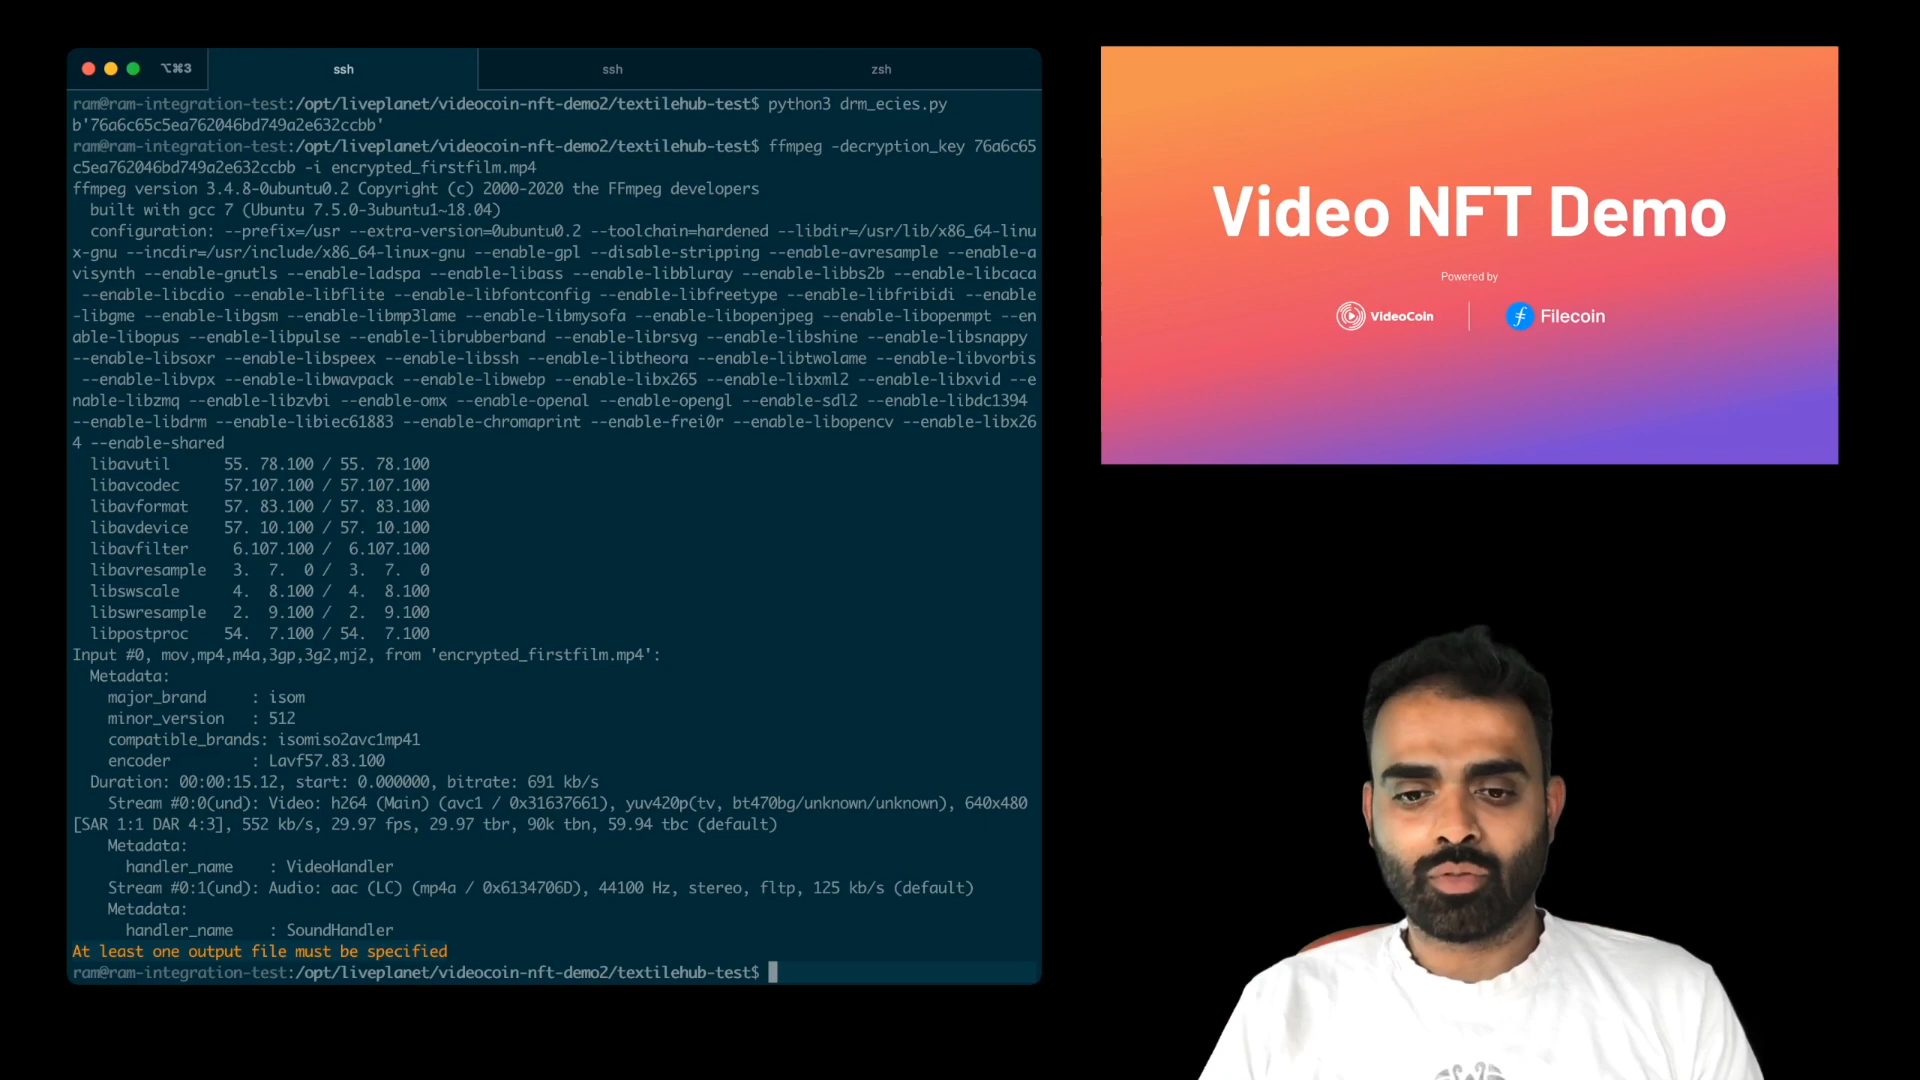 ⌥⌘3
ssh
ssh
zsh
ram@ram-integration-test:/opt/liveplanet/videocoin-nft-demo2/textilehub-test$ python3 drm_ecies.py
b'76a6c65c5ea762046bd749a2e632ccbb'
ram@ram-integration-test:/opt/liveplanet/videocoin-nft-demo2/textilehub-test$ ffmpeg -decryption_key 76a6c65
c5ea762046bd749a2e632ccbb -i encrypted_firstfilm.mp4
ffmpeg version 3.4.8-0ubuntu0.2 Copyright (c) 2000-2020 the FFmpeg developers
  built with gcc 7 (Ubuntu 7.5.0-3ubuntu1~18.04)
  configuration: --prefix=/usr --extra-version=0ubuntu0.2 --toolchain=hardened --libdir=/usr/lib/x86_64-linu
x-gnu --incdir=/usr/include/x86_64-linux-gnu --enable-gpl --disable-stripping --enable-avresample --enable-a
visynth --enable-gnutls --enable-ladspa --enable-libass --enable-libbluray --enable-libbs2b --enable-libcaca
 --enable-libcdio --enable-libflite --enable-libfontconfig --enable-libfreetype --enable-libfribidi --enable
-libgme --enable-libgsm --enable-libmp3lame --enable-libmysofa --enable-libopenjpeg --enable-libopenmpt --en
able-libopus --enable-libpulse --enable-librubberband --enable-librsvg --enable-libshine --enable-libsnappy
--enable-libsoxr --enable-libspeex --enable-libssh --enable-libtheora --enable-libtwolame --enable-libvorbis
 --enable-libvpx --enable-libwavpack --enable-libwebp --enable-libx265 --enable-libxml2 --enable-libxvid --e
nable-libzmq --enable-libzvbi --enable-omx --enable-openal --enable-opengl --enable-sdl2 --enable-libdc1394
--enable-libdrm --enable-libiec61883 --enable-chromaprint --enable-frei0r --enable-libopencv --enable-libx26
4 --enable-shared
  libavutil      55. 78.100 / 55. 78.100
  libavcodec     57.107.100 / 57.107.100
  libavformat    57. 83.100 / 57. 83.100
  libavdevice    57. 10.100 / 57. 10.100
  libavfilter     6.107.100 /  6.107.100
  libavresample   3.  7.  0 /  3.  7.  0
  libswscale      4.  8.100 /  4.  8.100
  libswresample   2.  9.100 /  2.  9.100
  libpostproc    54.  7.100 / 54.  7.100
Input #0, mov,mp4,m4a,3gp,3g2,mj2, from 'encrypted_firstfilm.mp4':
  Metadata:
    major_brand     : isom
    minor_version   : 512
    compatible_brands: isomiso2avc1mp41
    encoder         : Lavf57.83.100
  Duration: 00:00:15.12, start: 0.000000, bitrate: 691 kb/s
    Stream #0:0(und): Video: h264 (Main) (avc1 / 0x31637661), yuv420p(tv, bt470bg/unknown/unknown), 640x480
[SAR 1:1 DAR 4:3], 552 kb/s, 29.97 fps, 29.97 tbr, 90k tbn, 59.94 tbc (default)
    Metadata:
      handler_name    : VideoHandler
    Stream #0:1(und): Audio: aac (LC) (mp4a / 0x6134706D), 44100 Hz, stereo, fltp, 125 kb/s (default)
    Metadata:
      handler_name    : SoundHandler
At least one output file must be specified
ram@ram-integration-test:/opt/liveplanet/videocoin-nft-demo2/textilehub-test$
Video NFT Demo
Powered by
VideoCoin
Filecoin